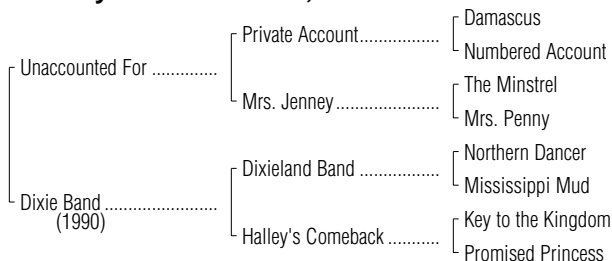 Private Account.................... Damascus
Numbered Account
Unaccounted For ..............
Mrs. Jenney ........................ The Minstrel
Mrs. Penny
Dixieland Band .................. Northern Dancer
Mississippi Mud
Dixie Band ........................
(1990)
Halley's Comeback ........... Key to the Kingdom
Promised Princess